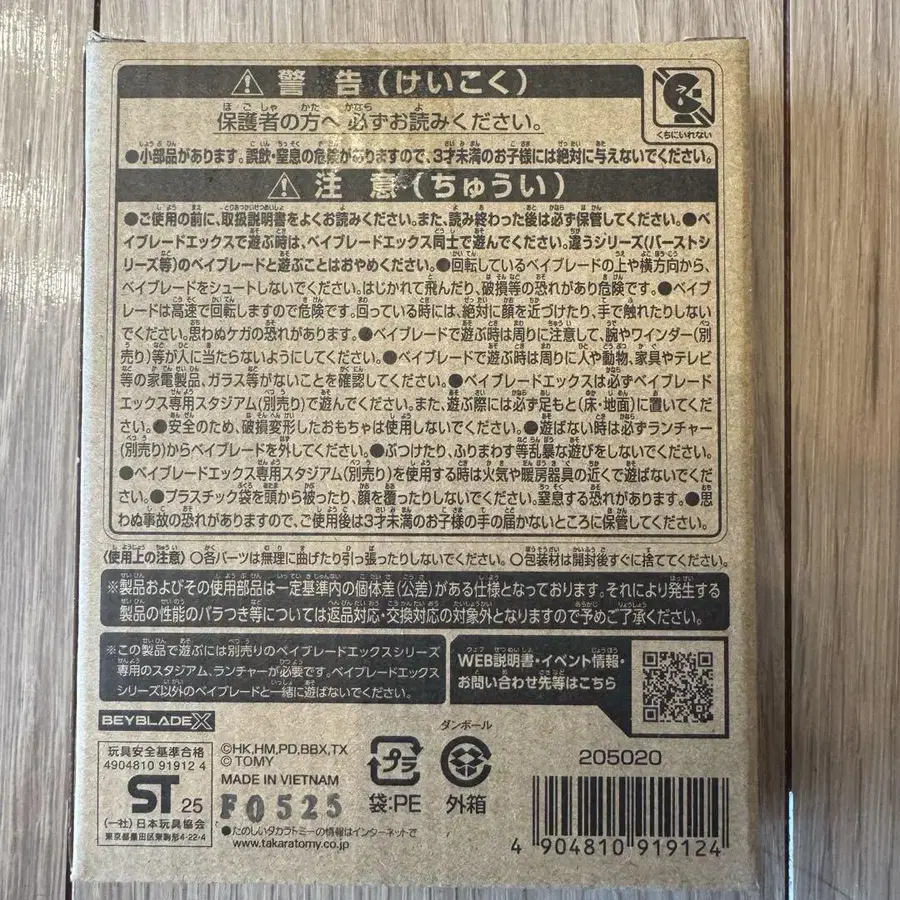 ⚠ 警告(けいこく)
保護者の方へ 必ずお読みください。
くちにいれない
●小部品があります。誤飲・窒息の危険がありますので、3才未満のお子様には絶対に与えないでください。
⚠ 注意(ちゅうい)
●ご使用の前に、取扱説明書をよくお読みください。また、読み終わった後は必ず保管してください。●ベ
イブレードエックスで遊ぶ時は、ベイブレードエックス同士で遊んでください。違うシリーズ(バーストシ
リーズ等)のベイブレードと遊ぶことはおやめください。●回転しているベイブレードの上や横方向から、
ベイブレードをシュートしないでください。はじかれて飛んだり、破損等の恐れがあり危険です。●ベイブ
レードは高速で回転しますので危険です。回っている時には、絶対に顔を近づけたり、手で触れたりしない
でください。思わぬケガの恐れがあります。●ベイブレードで遊ぶ時は周りに注意して、腕やワインダー(別
売り)等が人に当たらないようにしてください。●ベイブレードで遊ぶ時は周りに人や動物、家具やテレビ
等の家電製品、ガラス等がないことを確認してください。●ベイブレードエックスは必ずベイブレード
エックス専用スタジアム(別売り)で遊んでください。また、遊ぶ際には必ず足もと(床・地面)に置いてくだ
さい。●安全のため、破損変形したおもちゃは使用しないでください。●遊ばない時は必ずランチャー
(別売り)からベイブレードを外してください。●ぶつけたり、ふりまわす等乱暴な遊びをしないでください。
●ベイブレードエックス専用スタジアム(別売り)を使用する時は火気や暖房器具の近くで遊ばないでくだ
さい。●プラスチック袋を頭から被ったり、顔を覆ったりしないでください。窒息する恐れがあります。●思
わぬ事故の恐れがありますので、ご使用後は3才未満のお子様の手の届かないところに保管してください。
〈使用上の注意〉○各パーツは無理に曲げたり引っ張ったりしないでください。○包装材は開封後すぐに捨ててください。
※製品およびその使用部品は一定基準内の個体差(公差)がある仕様となっております。それにより発生する
製品の性能のバラつき等については返品対応・交換対応の対象外となりますので予めご了承ください。
※この製品で遊ぶには別売りのベイブレードエックスシリーズ
専用のスタジアム、ランチャーが必要です。ベイブレードエックス
シリーズ以外のベイブレードと一緒に遊ばないでください。
WEB説明書・イベント情報・
お問い合わせ先等はこちら
BEYBLADE X
玩具安全基準合格
4904810 91912 4
ST 25
(一社)日本玩具協会
東京都墨田区東駒形4-22-4
©HK,HM,PD,BBX,TX
©TOMY
MADE IN VIETNAM
F0525
●たのしいタカラトミーの情報はインターネットで
www.takaratomy.co.jp
プラ
袋:PE
ダンボール
外箱
205020
4 904810 919124